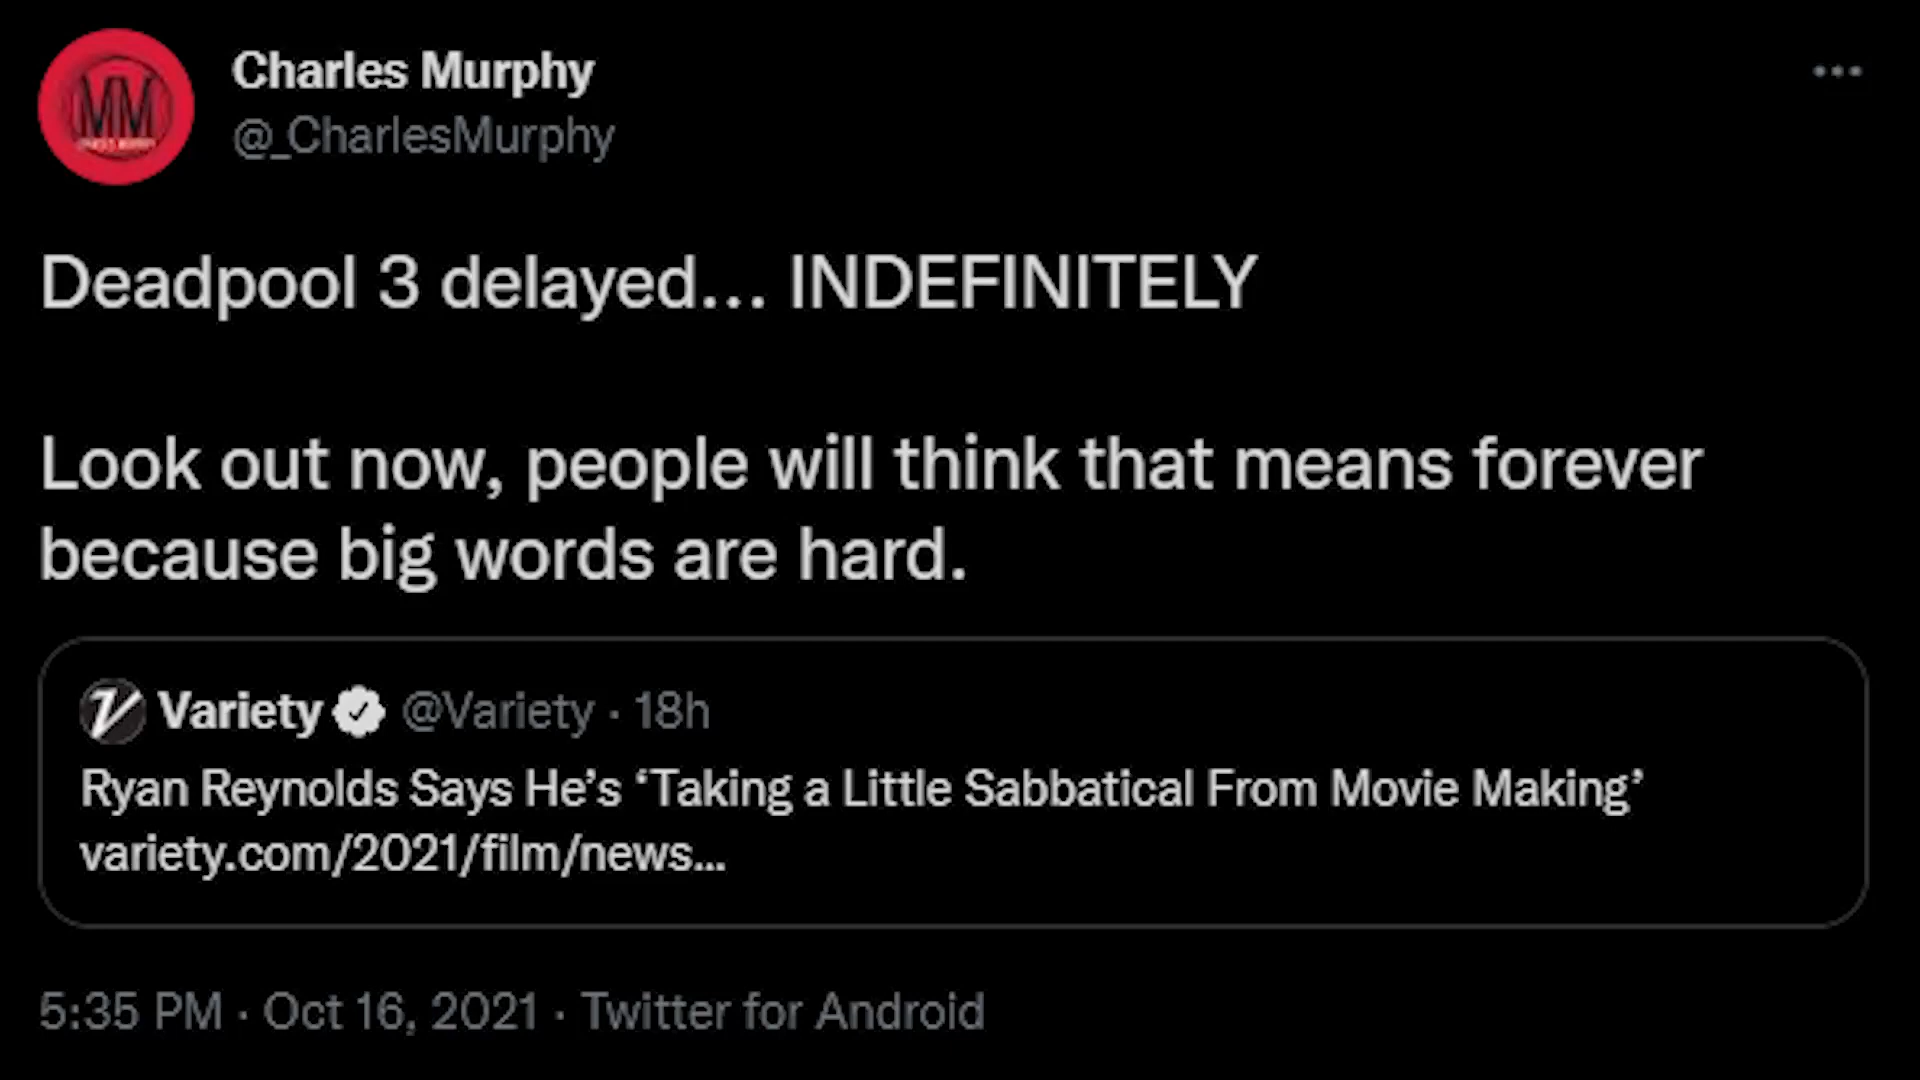 Charles Murphy
@_CharlesMurphy
Deadpool 3 delayed... INDEFINITELY
Look out now, people will think that means forever
because big words are hard.
Variety @Variety · 18h
Ryan Reynolds Says He’s ‘Taking a Little Sabbatical From Movie Making’
variety.com/2021/film/news...
5:35 PM · Oct 16, 2021 · Twitter for Android